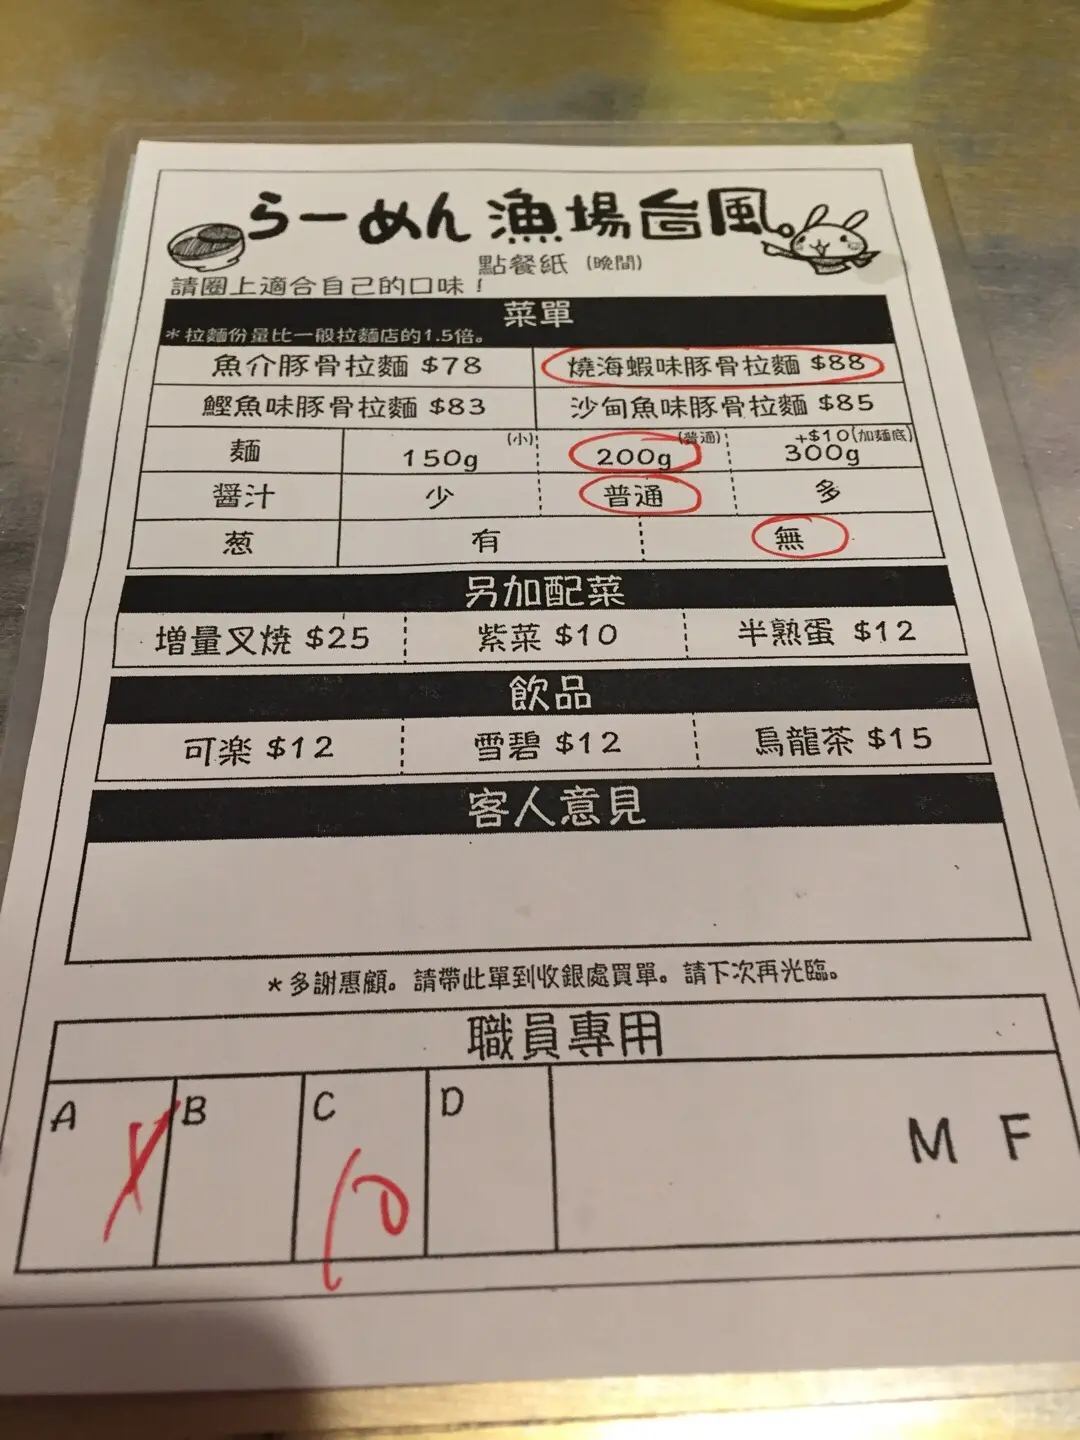 らーめん 漁場台風。
點餐紙 (晚間)
請圈上適合自己的口味！
菜單
*拉麵份量比一般拉麵店的1.5倍。
魚介豚骨拉麵 $78 燒海蝦味豚骨拉麵 $88
鰹魚味豚骨拉麵 $83 沙甸魚味豚骨拉麵 $85
麵 150g (小) 200g (普通) +$10(加麵底) 300g
醬汁 少 普通 多
葱 有 無
另加配菜
增量叉燒 $25 紫菜 $10 半熟蛋 $12
飲品
可樂 $12 雪碧 $12 烏龍茶 $15
客人意見
*多謝惠顧。請帶此單到收銀處買單。請下次再光臨。
職員專用
A B C D M F
10